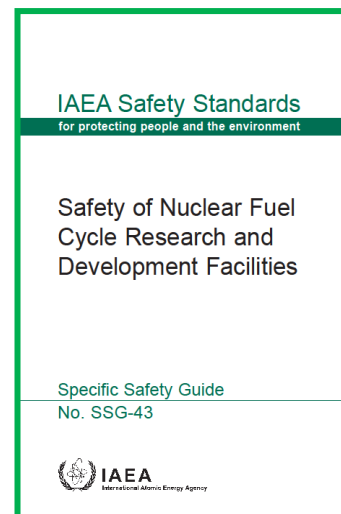 IAEA Safety Standards
for protecting people and the environment
Safety of Nuclear Fuel
Cycle Research and
Development Facilities
Specific Safety Guide
No. SSG-43
IAEA
International Atomic Energy Agency